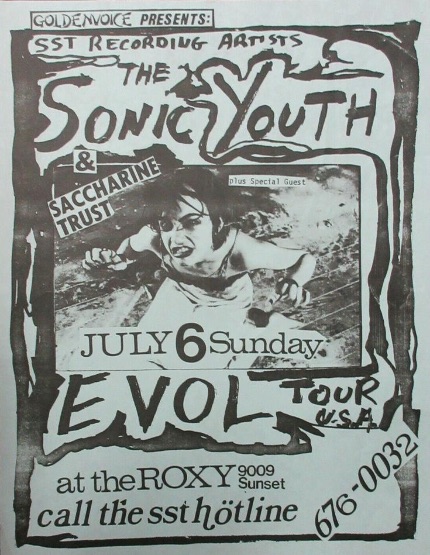 GOLDENVOICE PRESENTS:
SST RECORDING ARTISTS
THE
SONIC YOUTH
&
SACCHARINE
TRUST
plus Special Guest
JULY 6 Sunday
EVOL TOUR
U.S.A
at the ROXY 9009
Sunset
call the sst hötline
676-0032